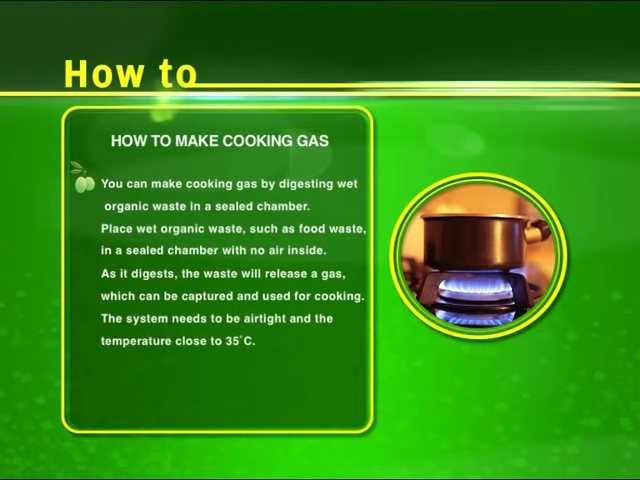 How to
HOW TO MAKE COOKING GAS
You can make cooking gas by digesting wet
organic waste in a sealed chamber.
Place wet organic waste, such as food waste,
in a sealed chamber with no air inside.
As it digests, the waste will release a gas,
which can be captured and used for cooking.
The system needs to be airtight and the
temperature close to 35°C.